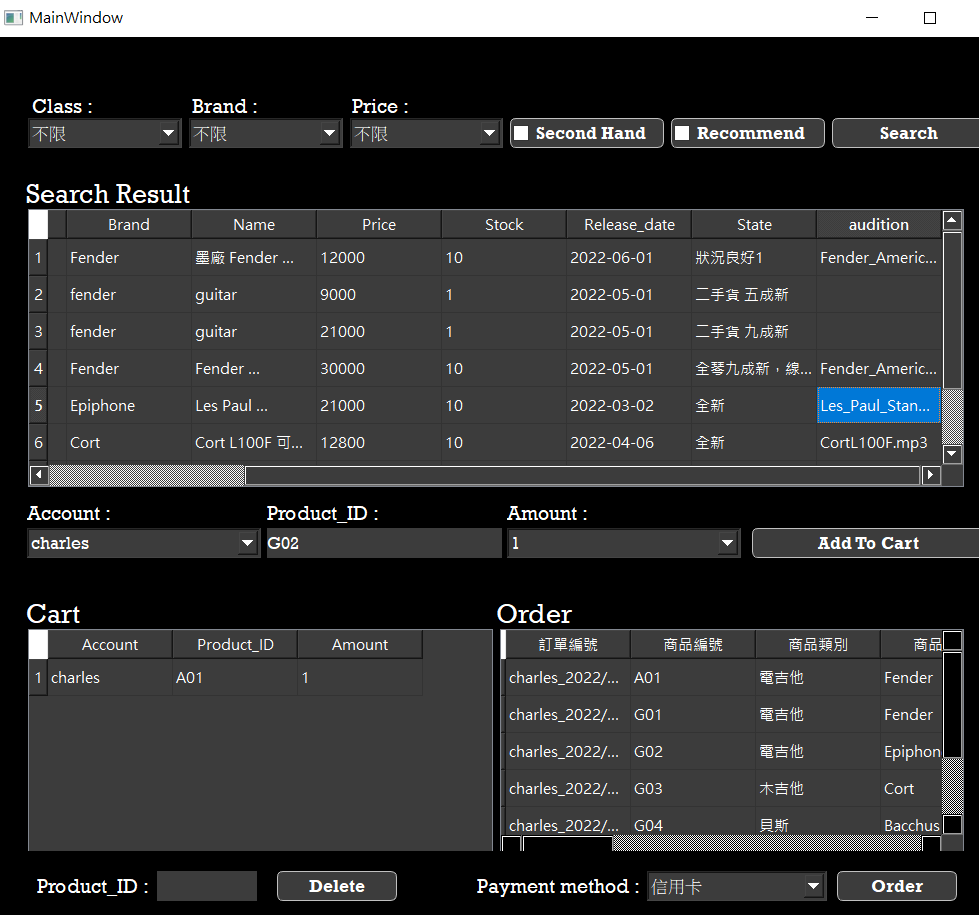 MainWindow
Class : Brand : Price :
不限 不限 不限 Second Hand Recommend Search
Search Result
Brand Name Price Stock Release_date State audition
1 Fender 墨廠 Fender ... 12000 10 2022-06-01 狀況良好1 Fender_Americ...
2 fender guitar 9000 1 2022-05-01 二手貨 五成新
3 fender guitar 21000 1 2022-05-01 二手貨 九成新
4 Fender Fender ... 30000 10 2022-05-01 全琴九成新，線... Fender_Americ...
5 Epiphone Les Paul ... 21000 10 2022-03-02 全新 Les_Paul_Stan...
6 Cort Cort L100F 可... 12800 10 2022-04-06 全新 CortL100F.mp3
Account : Product_ID : Amount :
charles G02 1 Add To Cart
Cart
Account Product_ID Amount
1 charles A01 1
Order
訂單編號 商品編號 商品類別 商品
charles_2022/... A01 電吉他 Fender
charles_2022/... G01 電吉他 Fender
charles_2022/... G02 電吉他 Epiphon
charles_2022/... G03 木吉他 Cort
charles_2022/... G04 貝斯 Bacchus
Product_ID : Delete Payment method : 信用卡 Order